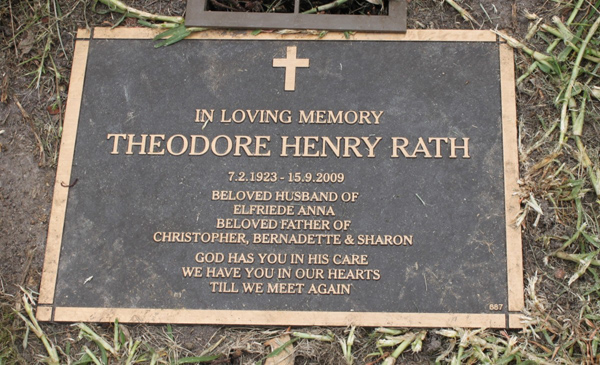 IN LOVING MEMORY
THEODORE HENRY RATH
7.2.1923 - 15.9.2009
BELOVED HUSBAND OF
ELFRIEDE ANNA
BELOVED FATHER OF
CHRISTOPHER, BERNADETTE & SHARON
GOD HAS YOU IN HIS CARE
WE HAVE YOU IN OUR HEARTS
TILL WE MEET AGAIN
557